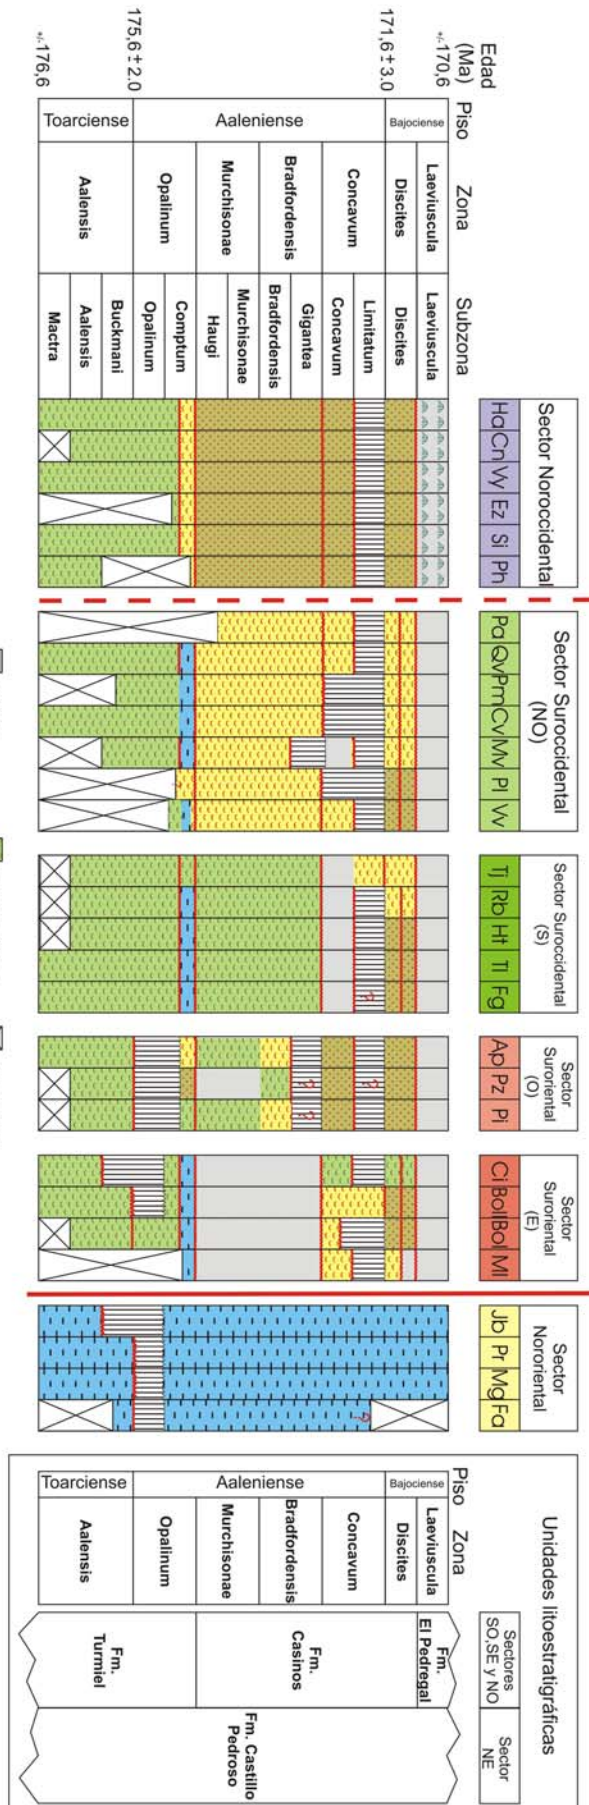 Edad
(Ma)
Piso
Zona
Subzona
+/-170,6
171,6 ± 3.0
175,6 ± 2.0
+/-176,6
Bajociense
Aaleniense
Toarciense
Laeviuscula
Discites
Concavum
Bradfordensis
Murchisonae
Opalinum
Aalensis
Laeviuscula
Discites
Limitatum
Concavum
Gigantea
Bradfordensis
Murchisonae
Haugi
Comptum
Opalinum
Buckmani
Aalensis
Mactra
Sector Noroccidental
Ha Cn Vy Ez Si Ph
Sector Suroccidental
(NO)
Pa Qv Pm Cv Mv Pl Vv
Sector Suroccidental
(S)
Tj Rb Ht Tl Fg
Sector
Suroriental
(O)
Ap Pz Pi
Sector
Suroriental
(E)
Ci Bol Bol Ml
Sector
Nororiental
Jb Pr Mg Fa
?
?
?
?
?
?
Unidades litoestratigráficas
Piso
Zona
Sectores
SO,SE y NO
Sector
NE
Bajociense
Aaleniense
Toarciense
Laeviuscula
Discites
Concavum
Bradfordensis
Murchisonae
Opalinum
Aalensis
Fm.
El Pedregal
Fm.
Casinos
Fm.
Turmiel
Fm. Castillo
Pedroso